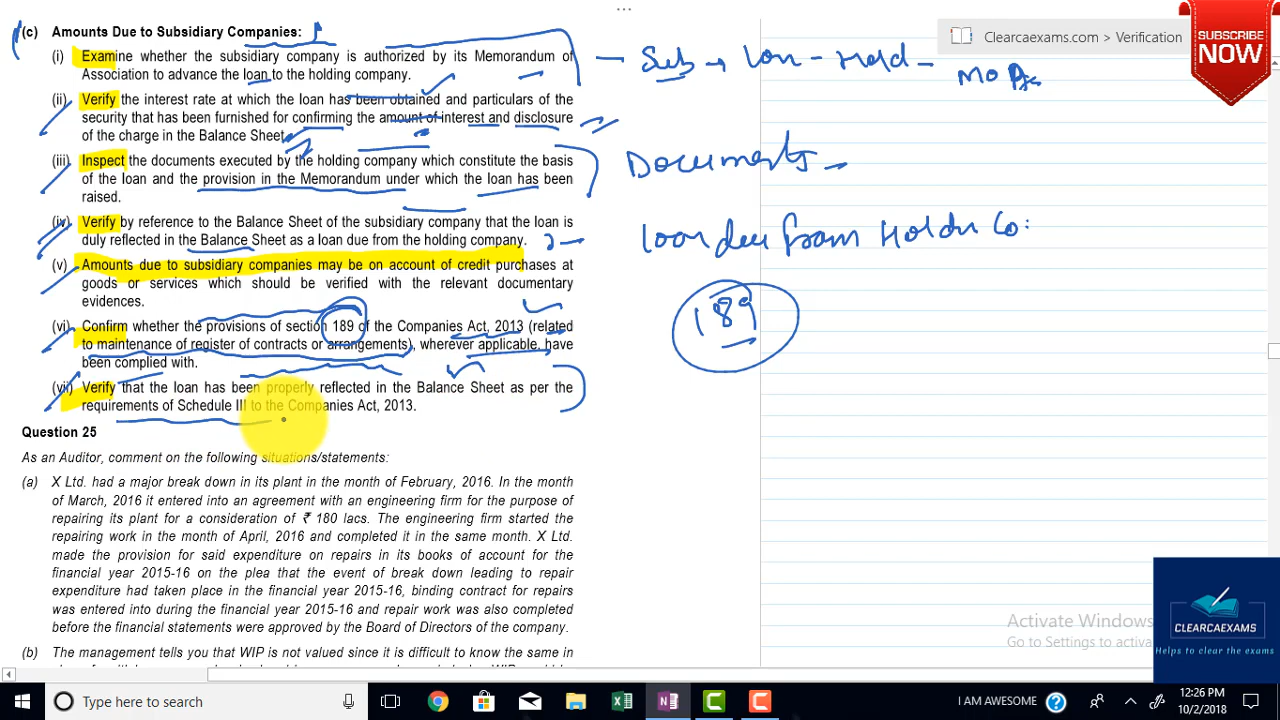 (c) Amounts Due to Subsidiary Companies:
(i) Examine whether the subsidiary company is authorized by its Memorandum of
Association to advance the loan to the holding company.
(ii) Verify the interest rate at which the loan has been obtained and particulars of the
security that has been furnished for confirming the amount of interest and disclosure
of the charge in the Balance Sheet.
(iii) Inspect the documents executed by the holding company which constitute the basis
of the loan and the provision in the Memorandum under which the loan has been
raised.
(iv) Verify by reference to the Balance Sheet of the subsidiary company that the loan is
duly reflected in the Balance Sheet as a loan due from the holding company.
(v) Amounts due to subsidiary companies may be on account of credit purchases at
goods or services which should be verified with the relevant documentary
evidences.
(vi) Confirm whether the provisions of section 189 of the Companies Act, 2013 (related
to maintenance of register of contracts or arrangements), wherever applicable, have
been complied with.
(vii) Verify that the loan has been properly reflected in the Balance Sheet as per the
requirements of Schedule III to the Companies Act, 2013.
Question 25
As an Auditor, comment on the following situations/statements:
(a) X Ltd. had a major break down in its plant in the month of February, 2016. In the month
of March, 2016 it entered into an agreement with an engineering firm for the purpose of
repairing its plant for a consideration of ₹ 180 lacs. The engineering firm started the
repairing work in the month of April, 2016 and completed it in the same month. X Ltd.
made the provision for said expenditure on repairs in its books of account for the
financial year 2015-16 on the plea that the event of break down leading to repair
expenditure had taken place in the financial year 2015-16, binding contract for repairs
was entered into during the financial year 2015-16 and repair work was also completed
before the financial statements were approved by the Board of Directors of the company.
(b) The management tells you that WIP is not valued since it is difficult to know the same in
Sub → loan - Hold -
MOA
Documents -
loan due from Holdn Co:
189
Clearcaexams.com > Verification
SUBSCRIBE
NOW
Activate Windows
Go to Settings to activa
CLEARCAEXAMS
Helps to clear the exams
Type here to search
I AM AWESOME
12:26 PM
10/2/2018